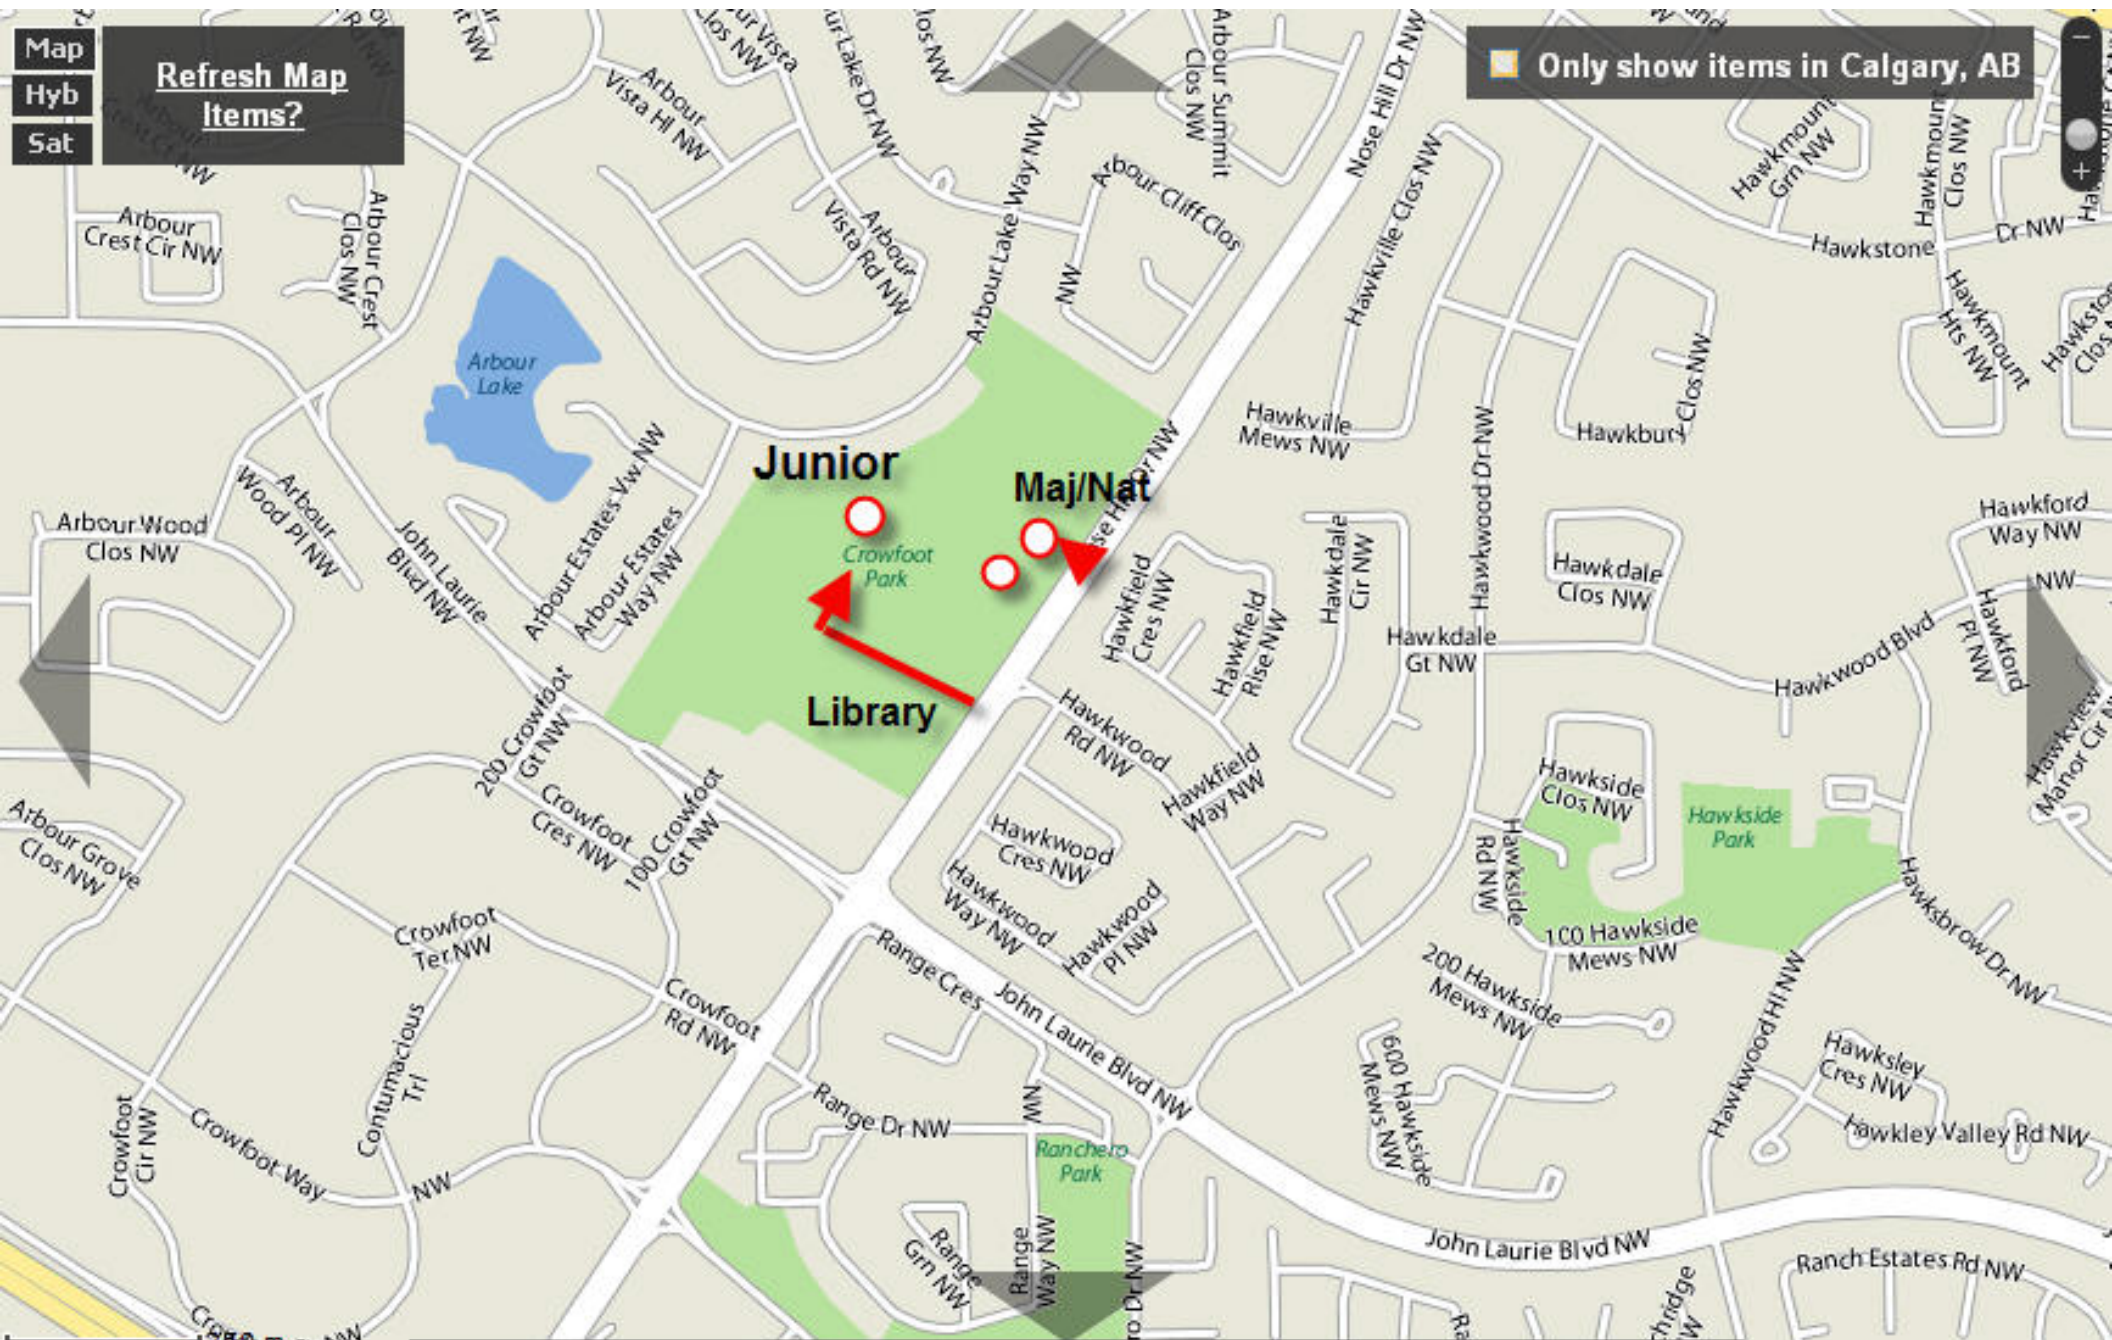 Map
Hyb
Sat
Refresh Map
Items?
Only show items in Calgary, AB
Arbour
Vista Hl NW
Arbour Summit
Clos NW
Nose Hill Dr NW
Hawkmount
Grn NW
Hawkmount
Clos NW
Arbour Lake Way NW
Arbour Cliff Clos
NW
Hawkville Clos NW
Arbour
Crest Cir NW
Arbour Crest
Clos NW
Arbour
Vista Rd NW
Hawkstone
Dr NW
Hawkmount
Hts NW
Arbour
Lake
Hawkville
Mews NW
Clos NW
Hawkwood Dr NW
Junior
Maj/Nat
Arbour
Wood Pl NW
Arbour Wood
Clos NW
John Laurie
Blvd NW
Arbour Estates Vw NW
Arbour Estates
Way NW
Crowfoot
Park
Hawkfield
Cres NW
Hawkfield
Rise NW
Hawkdale
Cir NW
Hawkdale
Clos NW
Hawkford
Way NW
NW
Hawkdale
Gt NW
Hawkwood Blvd
Hawkford
Pl NW
Hawkview
Manor Cir NW
Library
200 Crowfoot
Gt NW
Hawkwood
Rd NW
Hawkfield
Way NW
Hawkside
Clos NW
Hawkside
Park
Arbour Grove
Clos NW
Crowfoot
Cres NW
100 Crowfoot
Gt NW
Hawkwood
Cres NW
Hawkwood
Way NW
Hawkwood
Pl NW
Hawkside
Rd NW
Hawksbrow Dr NW
Crowfoot
Ter NW
Range Cres
100 Hawkside
Mews NW
200 Hawkside
Mews NW
Crowfoot
Rd NW
John Laurie Blvd NW
Hawkwood Hl NW
Contumacious
Trl
600 Hawkside
Mews NW
Hawksley
Cres NW
Crowfoot
Cir NW
Crowfoot Way
NW
Range Dr NW
NW
Hawkley Valley Rd NW
Ranchero
Park
Range
Grn NW
Range
Way NW
John Laurie Blvd NW
Ranch Estates Rd NW